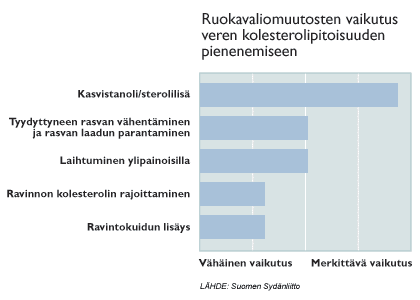 Ruokavaliomuutosten vaikutus
veren kolesterolipitoisuuden
pienenemiseen
Kasvistanoli/sterolilisä
Tyydyttyneen rasvan vähentäminen
ja rasvan laadun parantaminen
Laihtuminen ylipainoisilla
Ravinnon kolesterolin rajoittaminen
Ravintokuidun lisäys
Vähäinen vaikutus Merkittävä vaikutus
LÄHDE: Suomen Sydänliitto